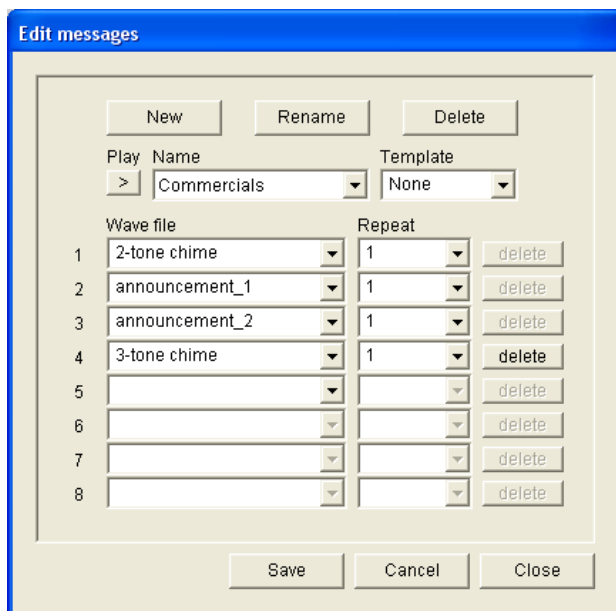 Edit messages
New Rename Delete
Play Name Template
> Commercials None
Wave file Repeat
1 2-tone chime 1 delete
2 announcement_1 1 delete
3 announcement_2 1 delete
4 3-tone chime 1 delete
5 delete
6 delete
7 delete
8 delete
Save Cancel Close